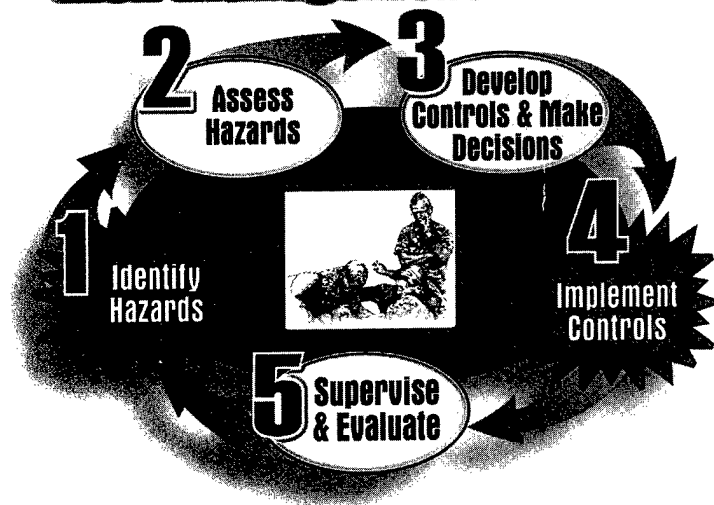 1
Identify
Hazards
2
Assess
Hazards
3
Develop
Controls & Make
Decisions
4
Implement
Controls
5
Supervise
& Evaluate